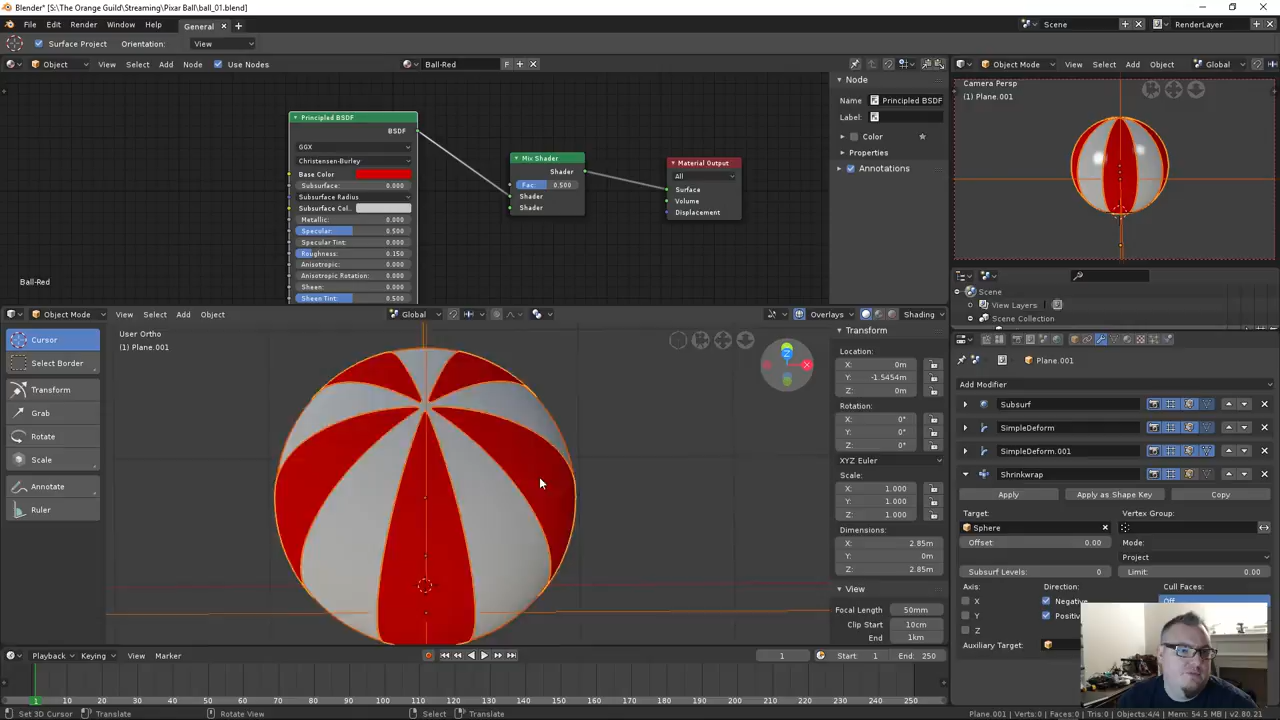 Blender* [S:\The Orange Guild\Streaming\Pixar Ball\ball_01.blend]
File Edit Render Window Help General Scene RenderLayer
Surface Project Orientation: View
Object View Select Add Node Use Nodes Ball-Red F
Object Mode View Select Add Object Global
Principled BSDF
BSDF
GGX
Christensen-Burley
Base Color
Subsurface: 0.000
Subsurface Radius
Subsurface Col.
Metallic: 0.000
Specular: 0.500
Specular Tint: 0.000
Roughness: 0.150
Anisotropic: 0.000
Anisotropic Rotation: 0.000
Sheen: 0.000
Sheen Tint: 0.500
Mix Shader
Shader
Fac: 0.500
Shader
Shader
Material Output
All
Surface
Volume
Displacement
Ball-Red
Node
Name Principled BSDF
Label:
Color
Properties
Annotations
Camera Persp
(1) Plane.001
Scene
View Layers
Scene Collection
Object Mode View Select Add Object Global Overlays Shading
Cursor
Select Border
Transform
Grab
Rotate
Scale
Annotate
Ruler
User Ortho
(1) Plane.001
Z
X
Transform
Location:
X: 0m
Y: -1.5454m
Z: 0m
Rotation:
X: 0°
Y: 0°
Z: 0°
XYZ Euler
Scale:
X: 1.000
Y: 1.000
Z: 1.000
Dimensions:
X: 2.85m
Y: 0m
Z: 2.85m
View
Focal Length 50mm
Clip Start 10cm
End 1km
Plane.001
Add Modifier
Subsurf
SimpleDeform
SimpleDeform.001
Shrinkwrap
Apply Apply as Shape Key Copy
Target: Vertex Group:
Sphere
Offset: 0.00 Mode:
Project
Subsurf Levels: 0 Limit: 0.00
Axis: Direction: Cull Faces:
X Negative Off
Y Positiv
Z
Auxiliary Target:
Playback Keying View Marker 1 Start: 1 End: 250
1 10 20 30 40 50 60 70 80 90 100 110 120 130 140 150 160 170 180 190 200 210 220 230 240 250
Set 3D Cursor Translate Rotate View Select Translate Plane.001 | Verts:0 | Faces:0 | Tris:0 | Objects:4/4 | Mem: 54.5 MB | v2.80.21